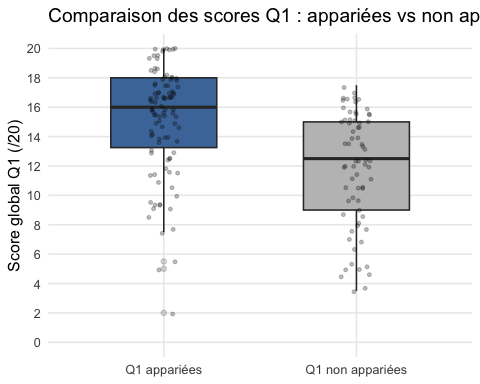 Comparaison des scores Q1 : appariées vs non ap
Score global Q1 (/20)
20
18
16
14
12
10
8
6
4
2
0
Q1 appariées
Q1 non appariées